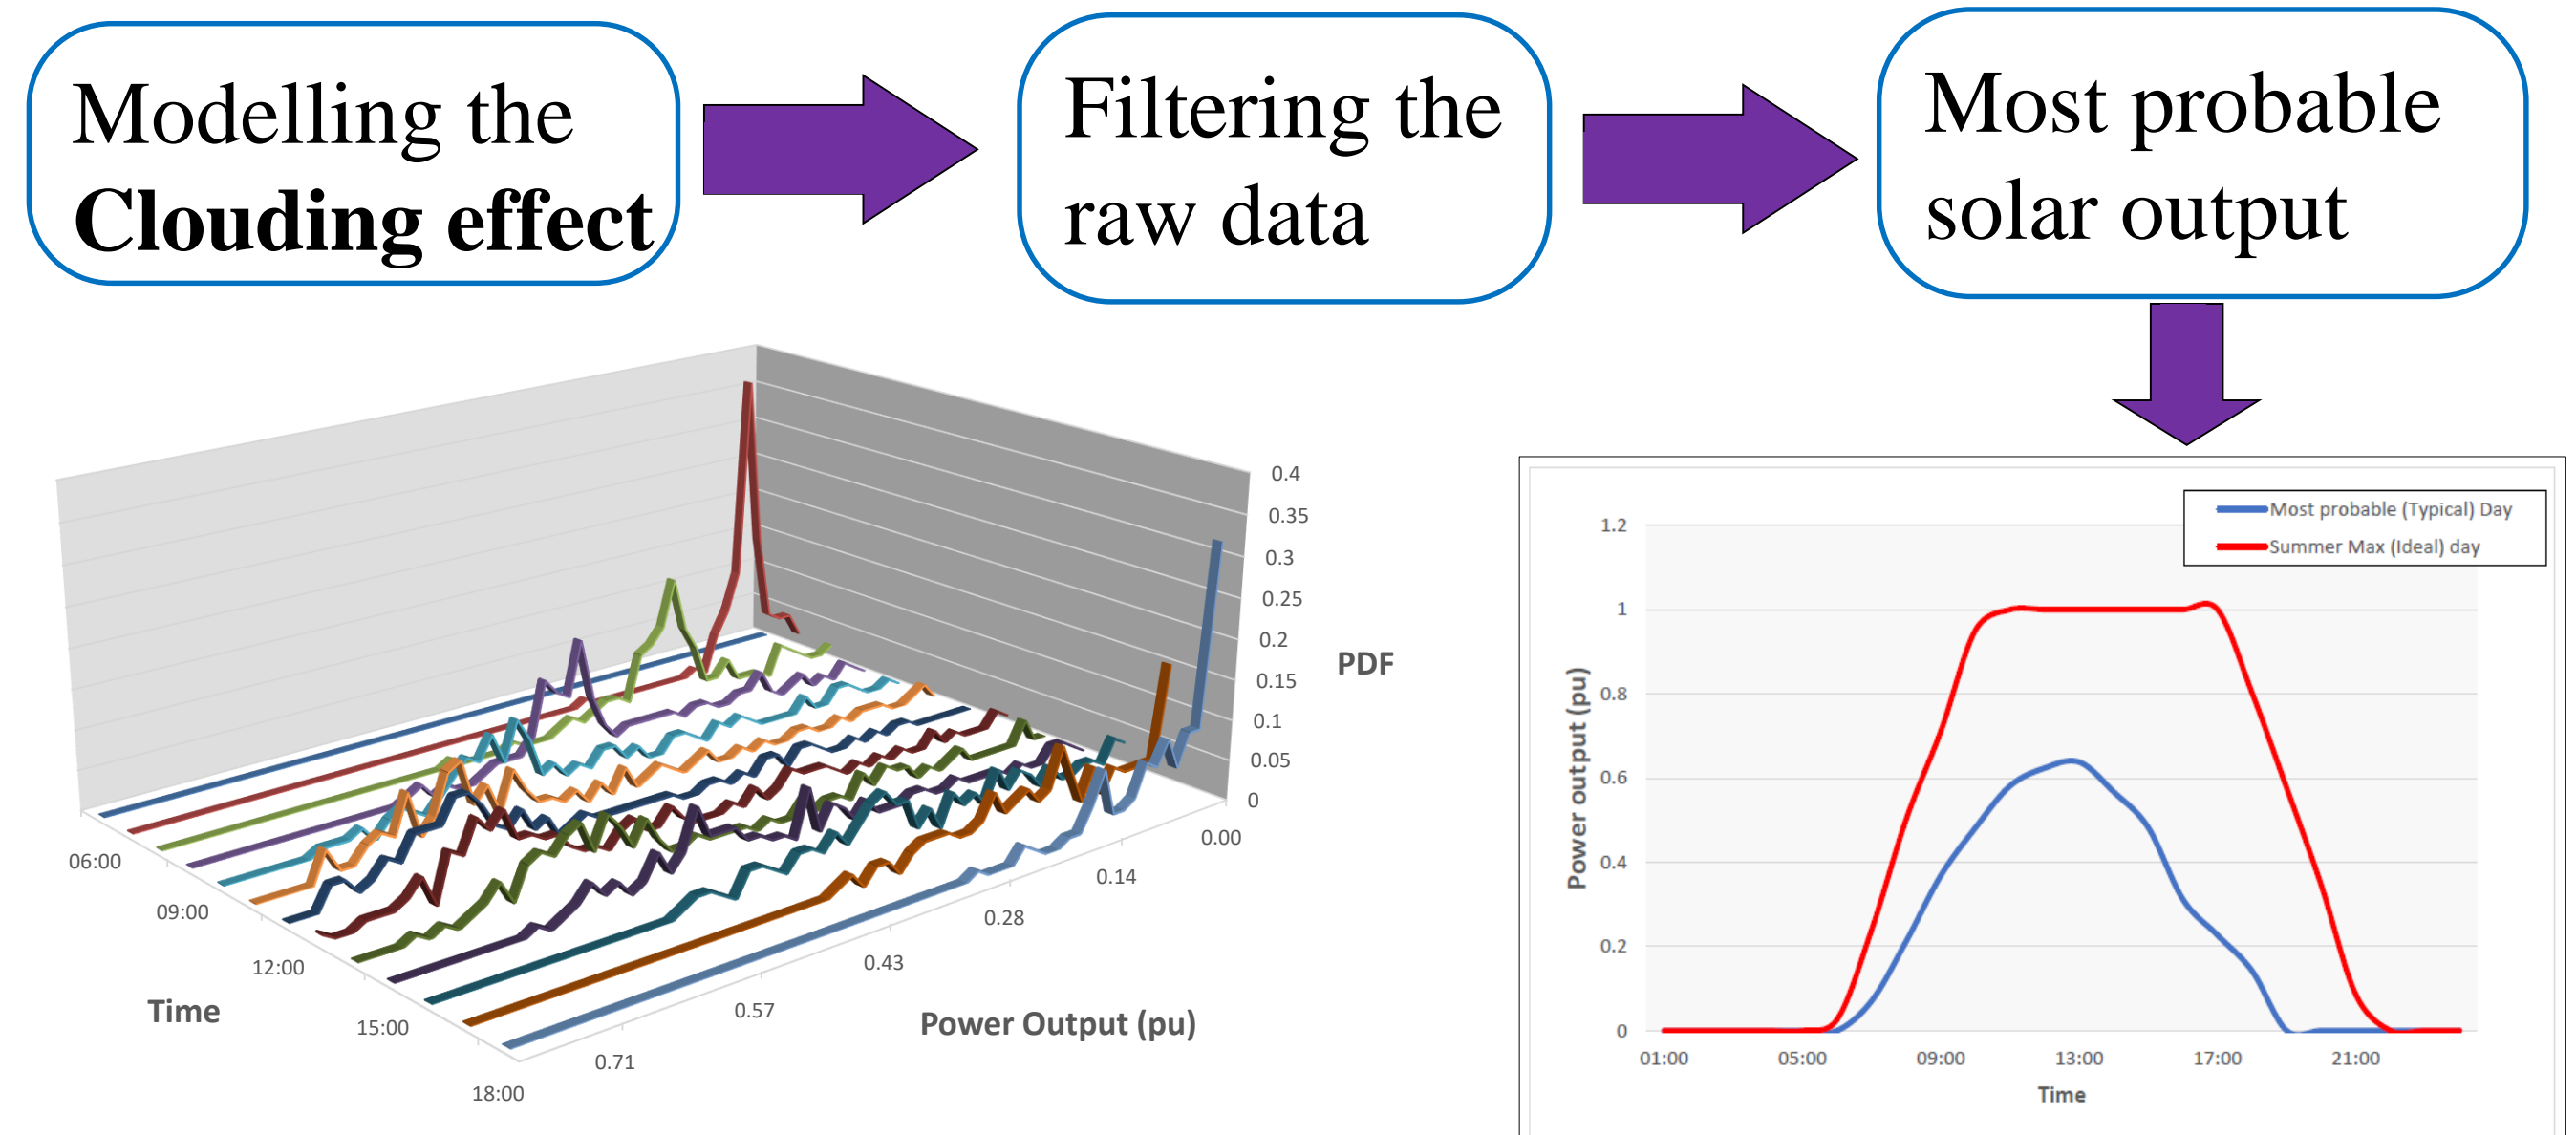 Modelling the
Clouding effect
Filtering the
raw data
Most probable
solar output
0.4
0.35
0.3
0.25
0.2
0.15
0.1
0.05
0
PDF
0.00
0.14
0.28
0.43
0.57
0.71
Power Output (pu)
06:00
09:00
12:00
15:00
18:00
Time
Most probable (Typical) Day
Summer Max (Ideal) day
1.2
1
0.8
0.6
0.4
0.2
0
Power output (pu)
01:00 05:00 09:00 13:00 17:00 21:00
Time